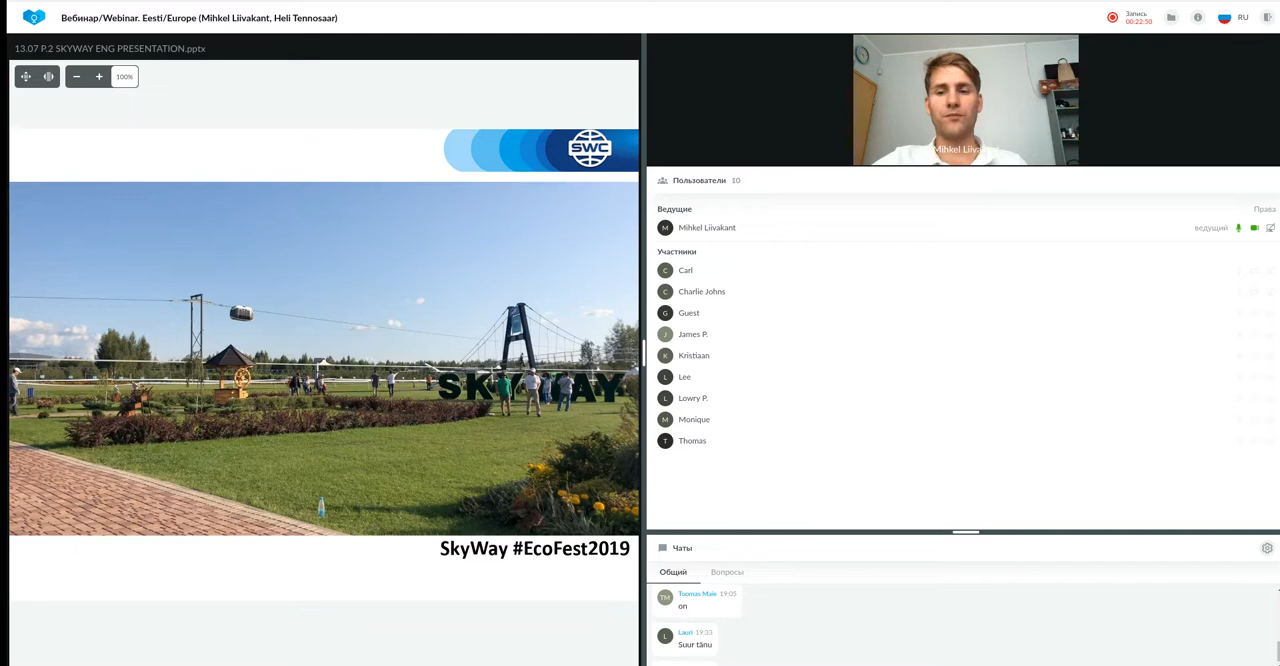 Вебинар/Webinar. Eesti/Europe (Mihkel Liivakant, Heli Tennosaar)
Запись
00:22:50
RU
13.07 P.2 SKYWAY ENG PRESENTATION.pptx
100%
SWC
SKYWAY
SkyWay #EcoFest2019
Mihkel Liiva
Пользователи 10
Ведущие
Права
M Mihkel Liivakant
ведущий
Участники
C Carl
C Charlie Johns
G Guest
J James P.
K Kristiaan
L Lee
L Lowry P.
M Monique
T Thomas
Чаты
Общий Вопросы
TM Toomas Maie 19:05
on
L Lauri 19:33
Suur tänu